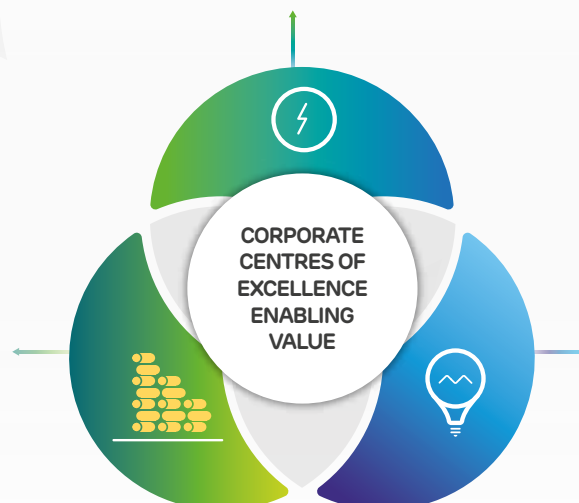 CORPORATE
CENTRES OF
EXCELLENCE
ENABLING
VALUE